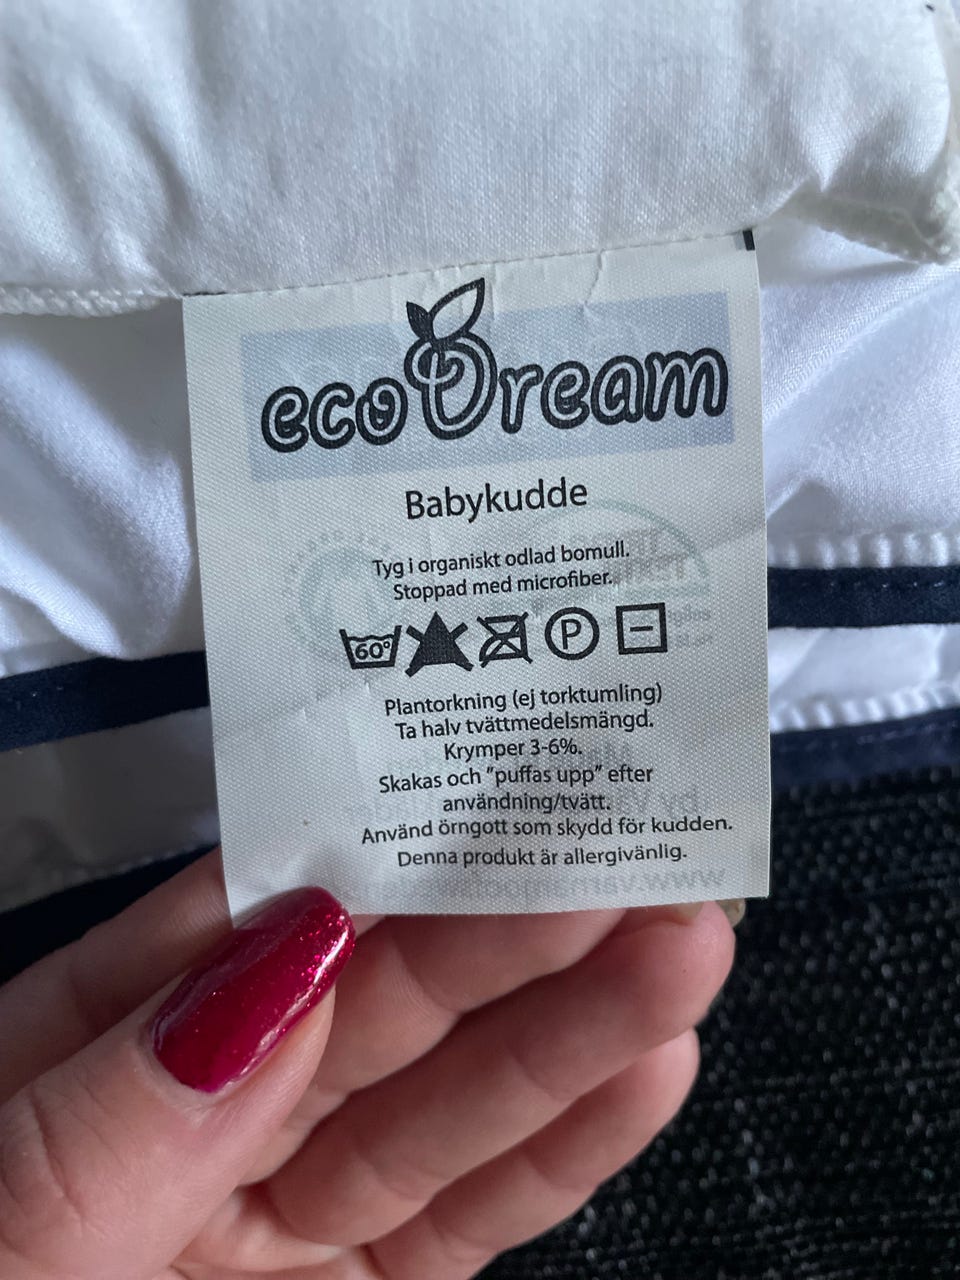 ecoDream
Babykudde
Tyg i organiskt odlad bomull.
Stoppad med microfiber.
60° P
Plantorkning (ej torktumling)
Ta halv tvättmedelsmängd.
Krymper 3-6%.
Skakas och "puffas upp" efter
användning/tvätt.
Använd örngott som skydd för kudden.
Denna produkt är allergivänlig.